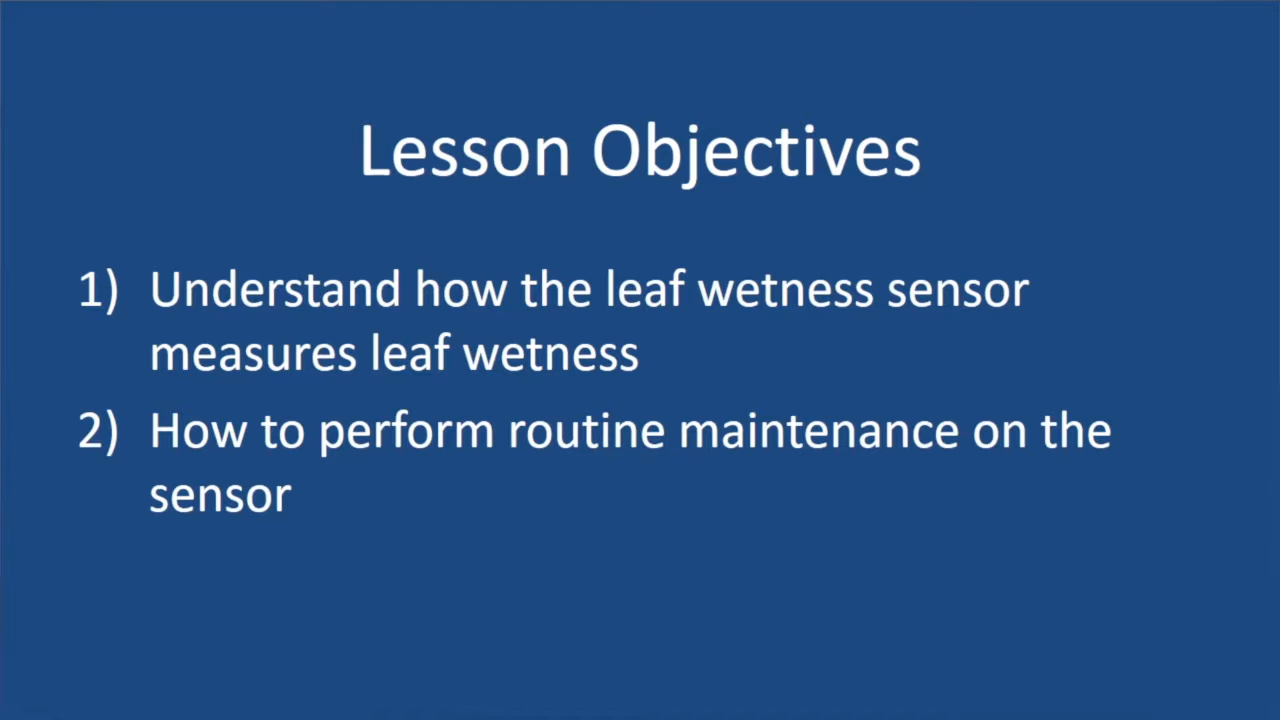 Lesson Objectives
1) Understand how the leaf wetness sensor
measures leaf wetness
2) How to perform routine maintenance on the
sensor